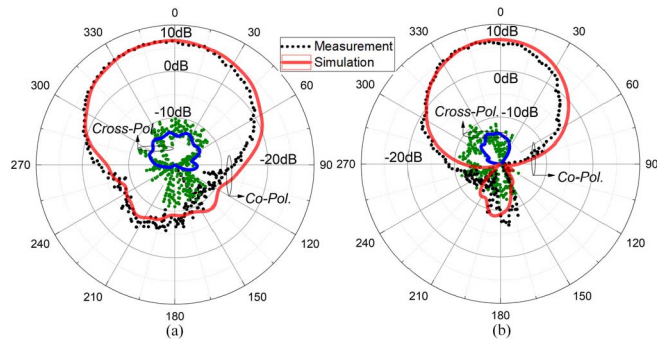 0
0
330
10dB
30
330
10dB
30
Measurement
Simulation
300
0dB
60
300
0dB
60
-10dB
-10dB
Cross-Pol.
Cross-Pol.
270
-20dB
90
270
-20dB
90
Co-Pol.
Co-Pol.
240
120
240
120
210
150
210
150
180
180
(a)
(b)